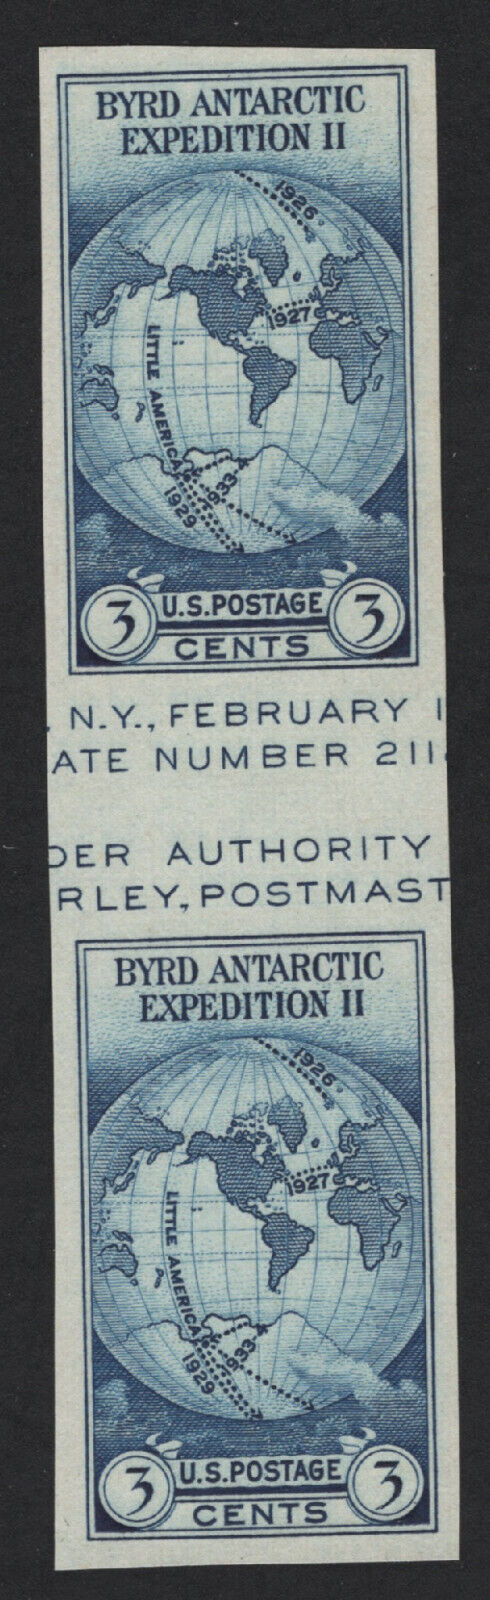 BYRD ANTARCTIC
EXPEDITION II
1926
1927
LITTLE AMERICA
1933
1929
3 U.S. POSTAGE 3
CENTS
, N.Y., FEBRUARY 1
ATE NUMBER 211
DER AUTHORITY
RLEY, POSTMAST
BYRD ANTARCTIC
EXPEDITION II
1926
1927
LITTLE AMERICA
1933
1929
3 U.S. POSTAGE 3
CENTS